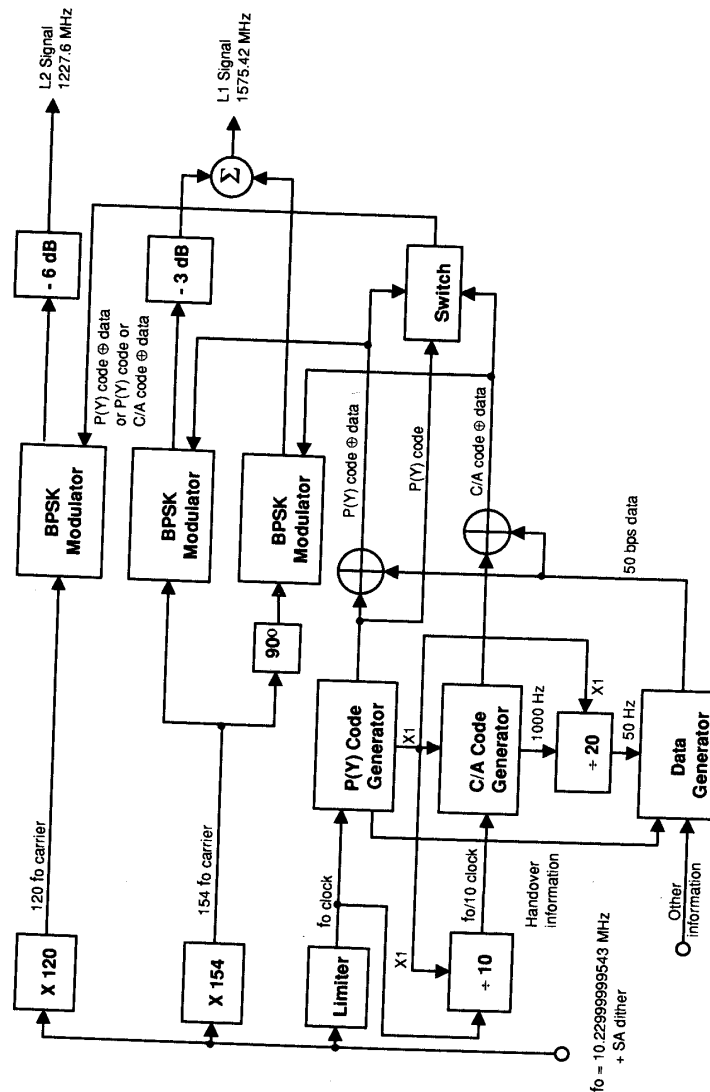 L2 Signal
1227.6 MHz
L1 Signal
1575.42 MHz
- 6 dB
- 3 dB
Σ
P(Y) code ⊕ data
or P(Y) code or
C/A code ⊕ data
Switch
BPSK
Modulator
BPSK
Modulator
BPSK
Modulator
90º
P(Y) code ⊕ data
P(Y) code
C/A code ⊕ data
50 bps data
120 fo carrier
154 fo carrier
fo clock
P(Y) Code
Generator
X1
C/A Code
Generator
1000 Hz
÷ 20
X1
50 Hz
Data
Generator
X 120
X 154
Limiter
X1
÷ 10
fo/10 clock
Handover
information
Other
information
fo = 10.22999999543 MHz
+ SA dither